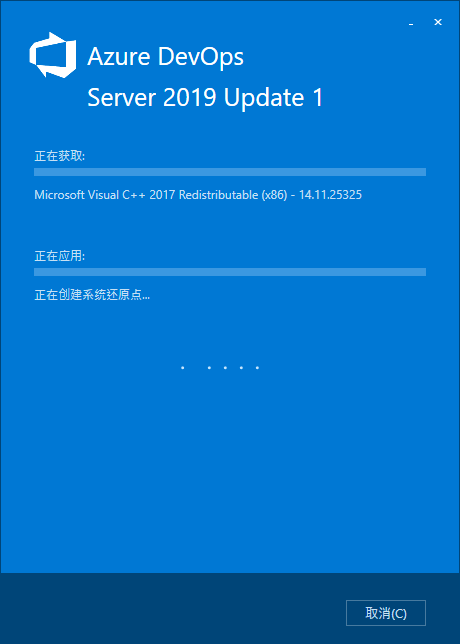 Azure DevOps
Server 2019 Update 1
正在获取:
Microsoft Visual C++ 2017 Redistributable (x86) - 14.11.25325
正在应用:
正在创建系统还原点...
取消(C)